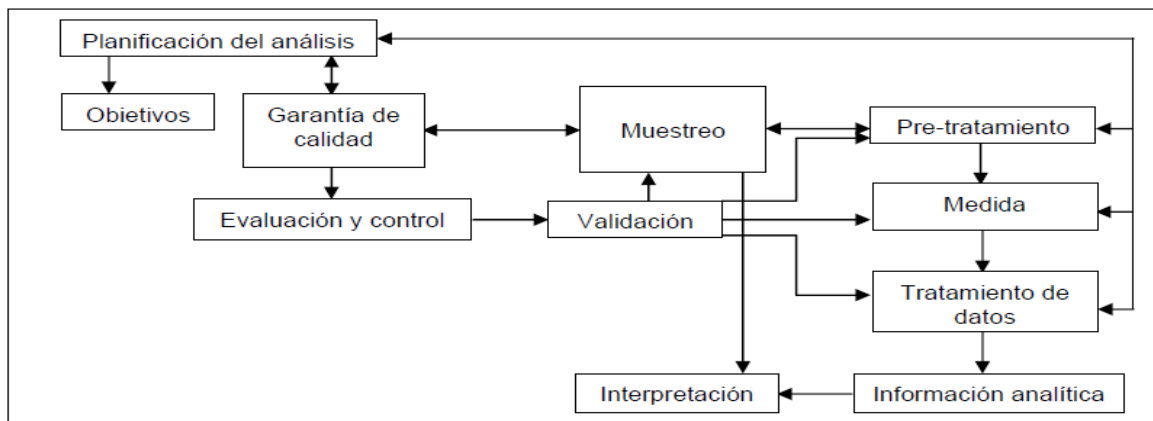 Planificación del análisis
Objetivos
Garantía de
calidad
Muestreo
Pre-tratamiento
Evaluación y control
Validación
Medida
Tratamiento de
datos
Interpretación
Información analítica